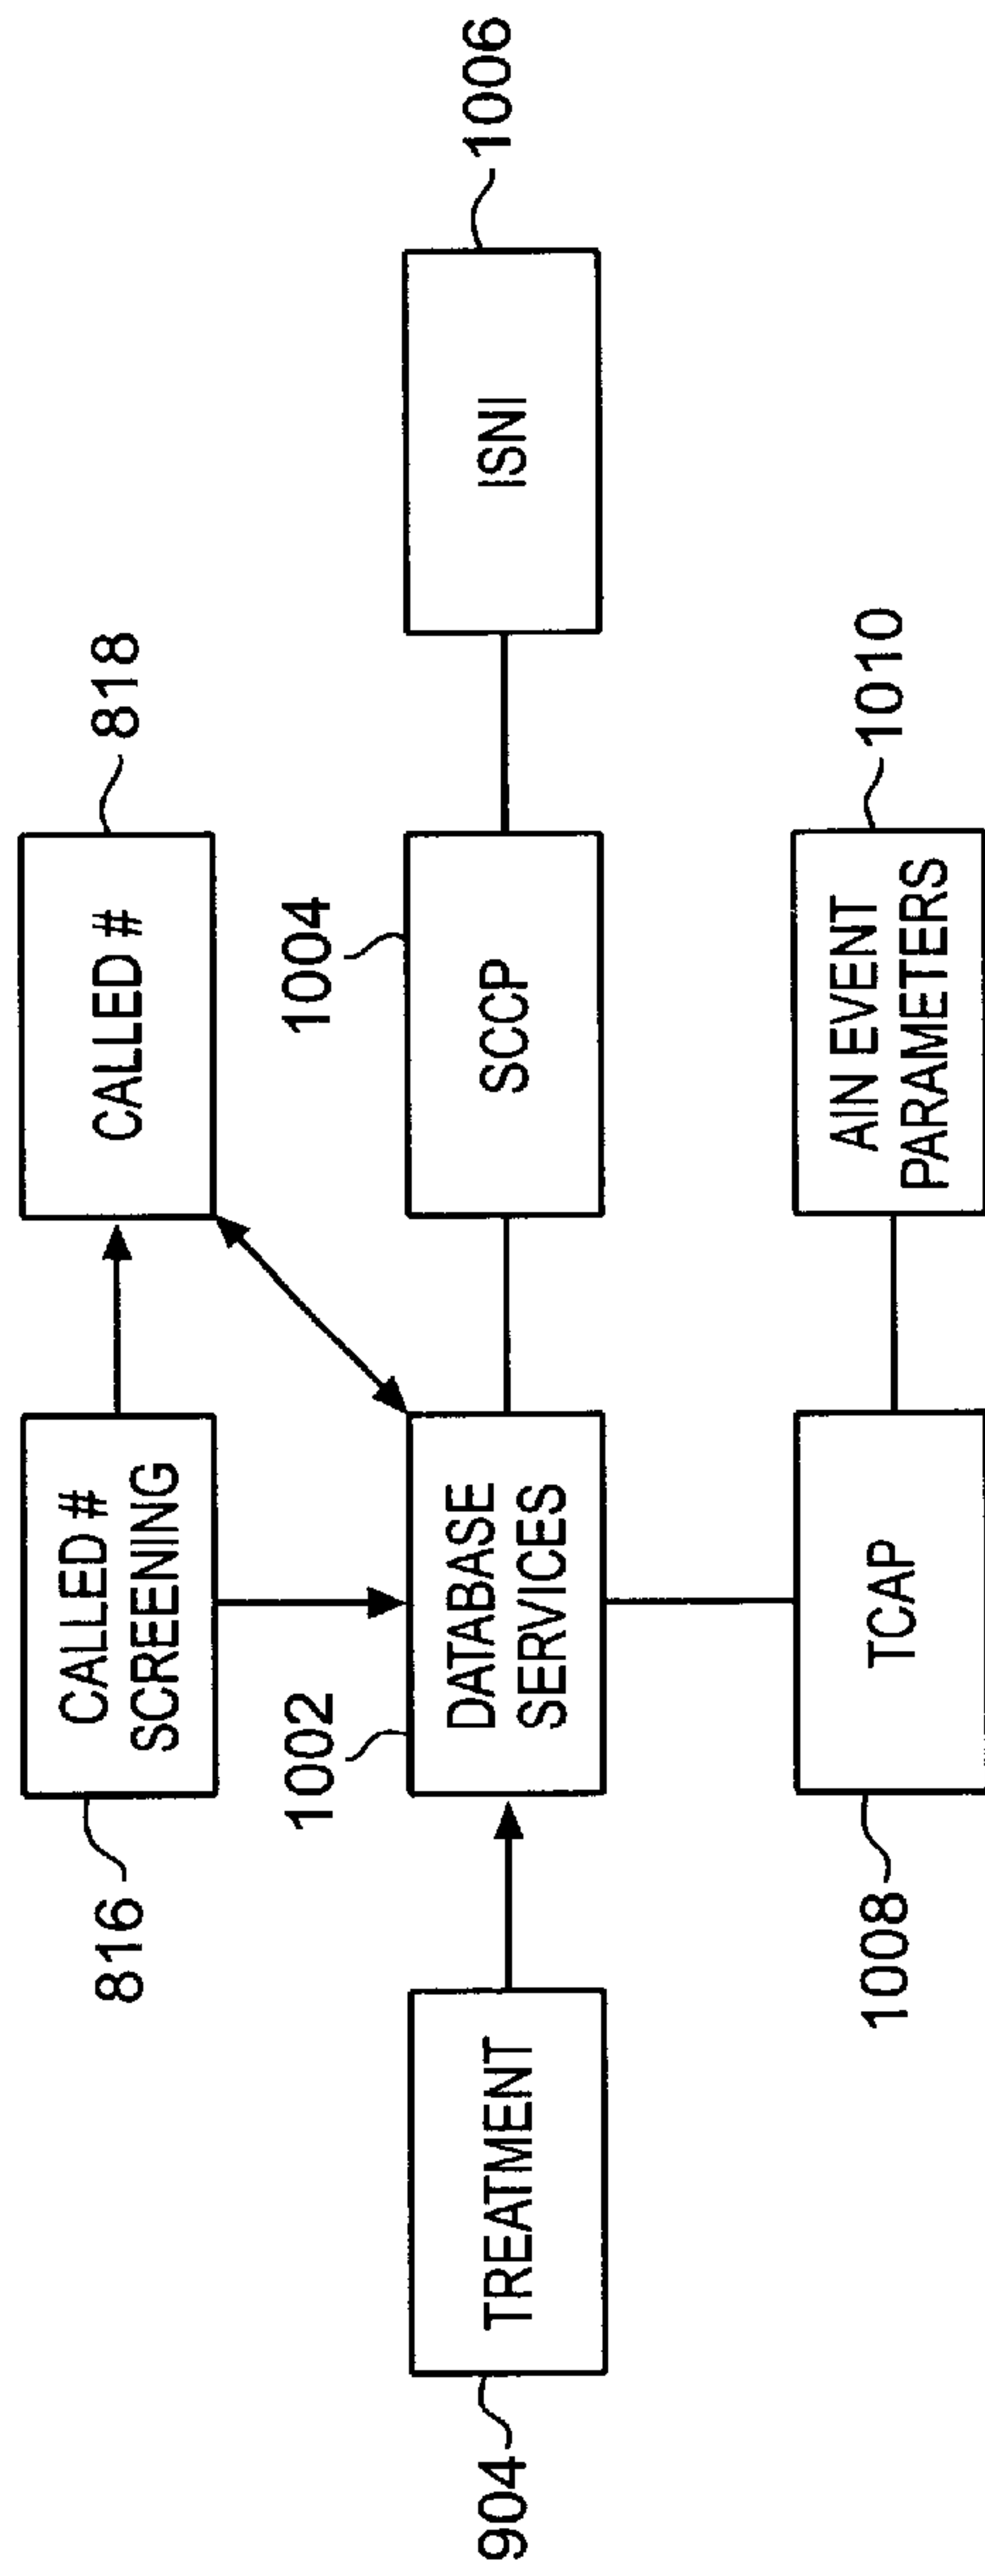 816
CALLED #
SCREENING
CALLED #
818
904
TREATMENT
1002
DATABASE
SERVICES
1004
SCCP
ISNI
1006
1008
TCAP
AIN EVENT
PARAMETERS
1010